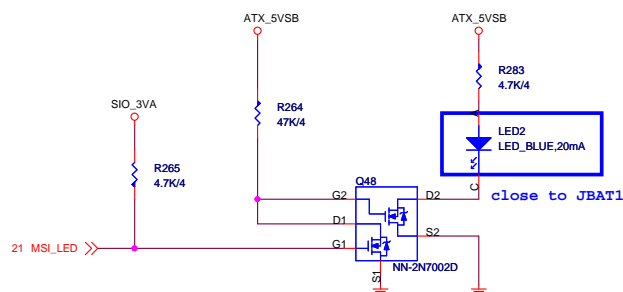 ATX_5VSB
ATX_5VSB
SIO_3VA
R283
4.7K/4
R264
47K/4
A
LED2
LED_BLUE,20mA
R265
4.7K/4
C
close to JBAT1
Q48
G2
D2
D1
S2
G1
21 MSI_LED
S1
NN-2N7002D